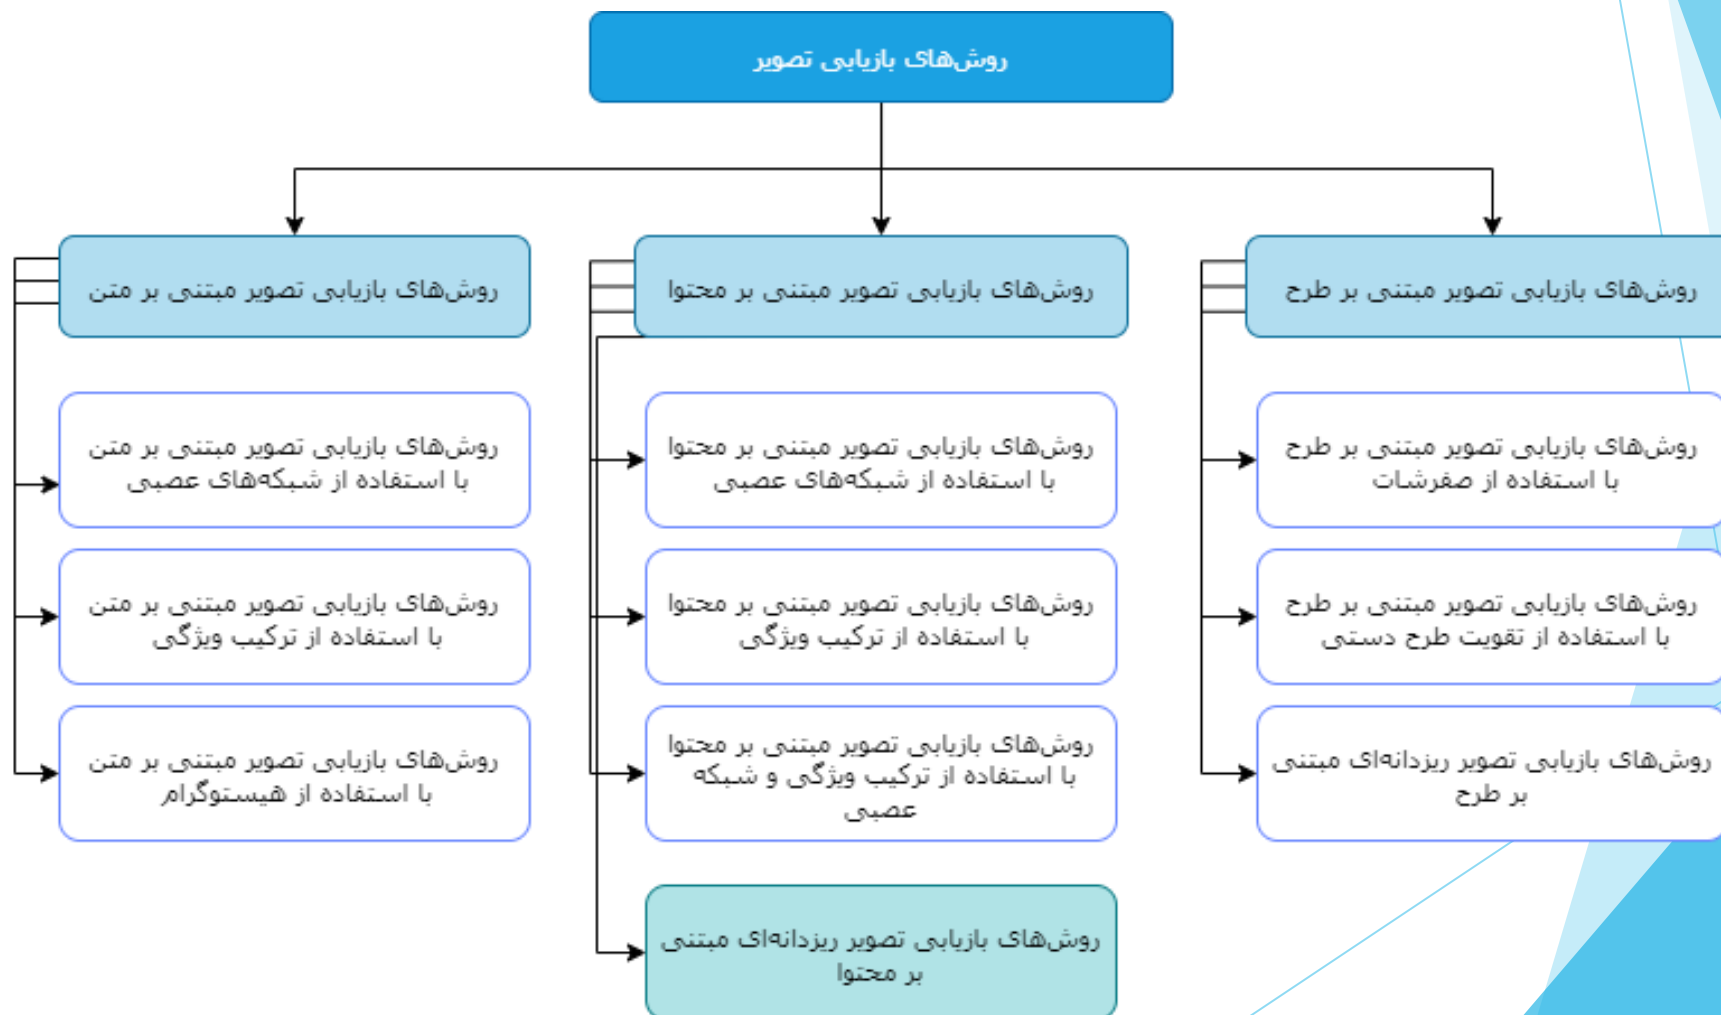 روش‌های بازیابی تصویر
روش‌های بازیابی تصویر مبتنی بر طرح
روش‌های بازیابی تصویر مبتنی بر محتوا
روش‌های بازیابی تصویر مبتنی بر متن
روش‌های بازیابی تصویر مبتنی بر طرح
با استفاده از صفرشات
روش‌های بازیابی تصویر مبتنی بر طرح
با استفاده از تقویت طرح دستی
روش‌های بازیابی تصویر ریزدانه‌ای مبتنی
بر طرح
روش‌های بازیابی تصویر مبتنی بر محتوا
با استفاده از شبکه‌های عصبی
روش‌های بازیابی تصویر مبتنی بر محتوا
با استفاده از ترکیب ویژگی
روش‌های بازیابی تصویر مبتنی بر محتوا
با استفاده از ترکیب ویژگی و شبکه
عصبی
روش‌های بازیابی تصویر ریزدانه‌ای مبتنی
بر محتوا
روش‌های بازیابی تصویر مبتنی بر متن
با استفاده از شبکه‌های عصبی
روش‌های بازیابی تصویر مبتنی بر متن
با استفاده از ترکیب ویژگی
روش‌های بازیابی تصویر مبتنی بر متن
با استفاده از هیستوگرام